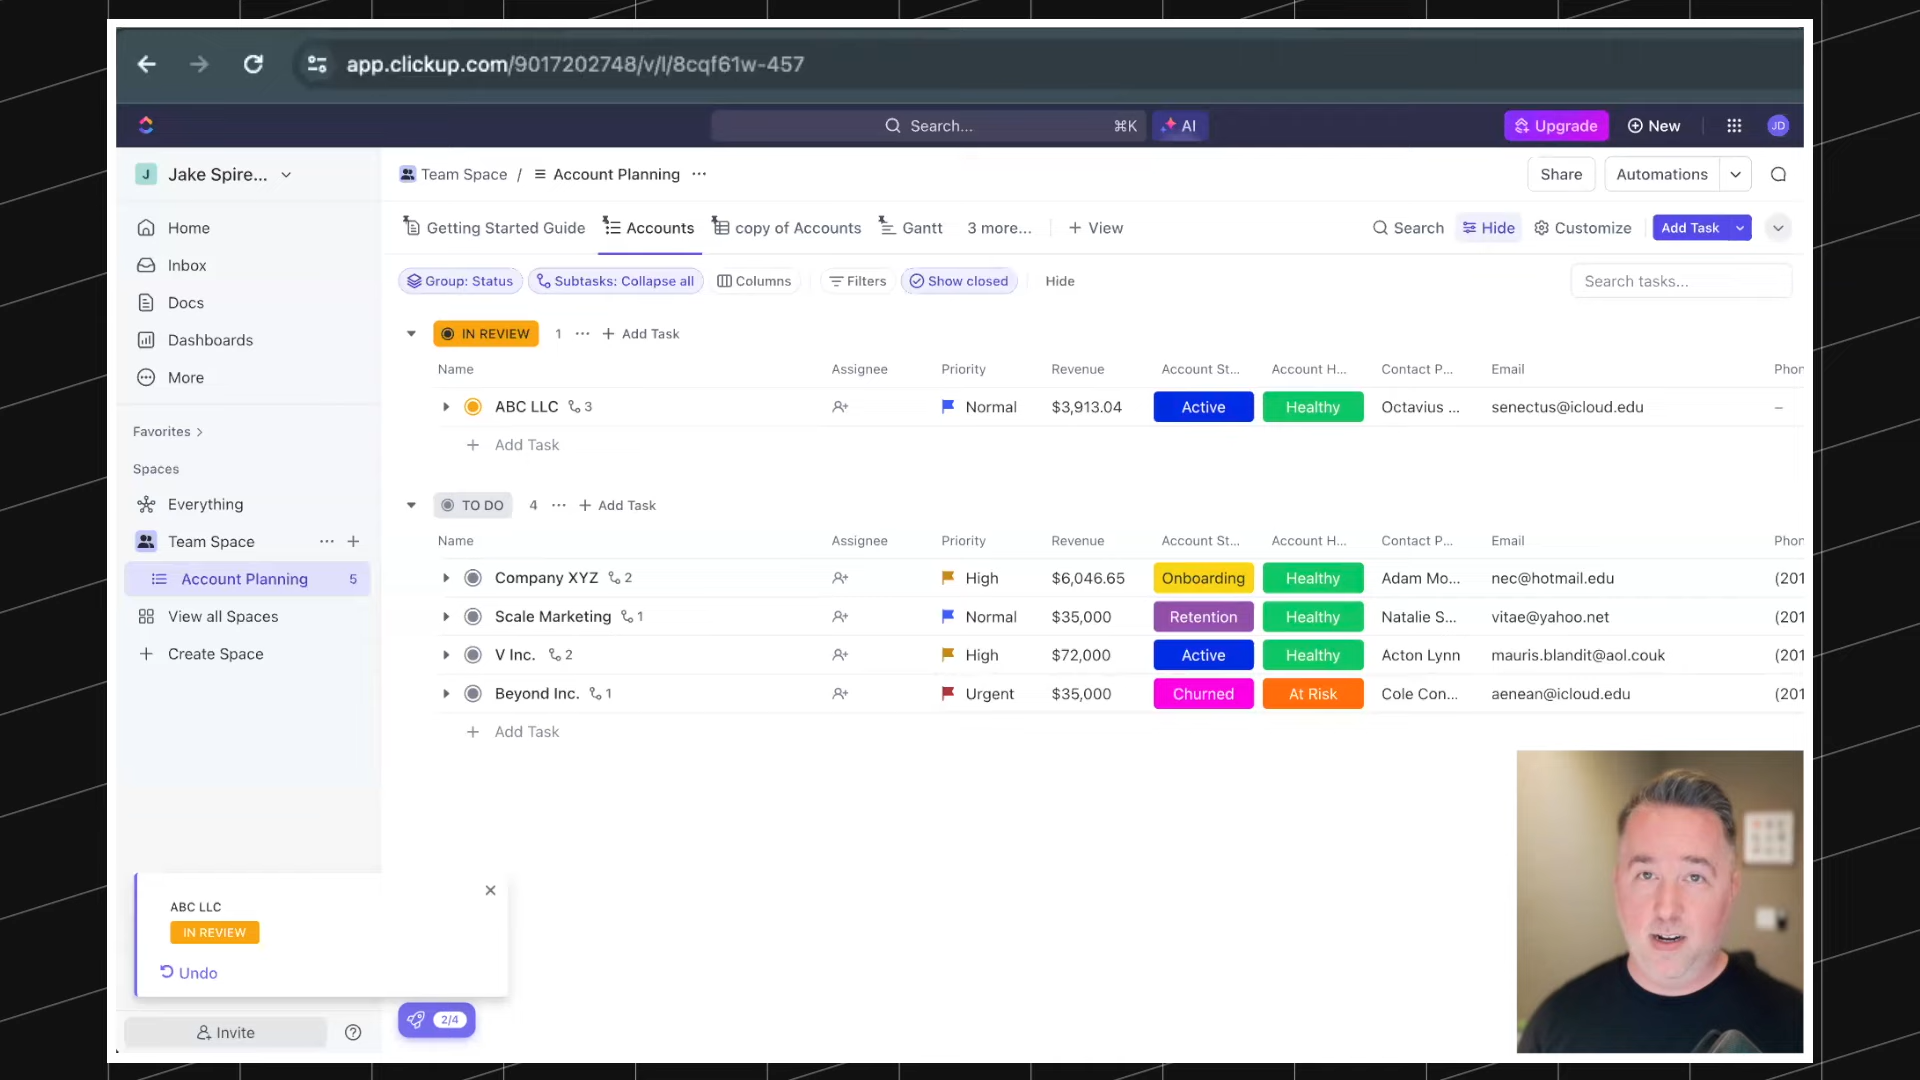 app.clickup.com/9017202748/v/l/8cqf61w-457
Search... ⌘K AI Upgrade New JD
J Jake Spire...
Team Space / Account Planning ...
Share Automations
Home
Inbox
Docs
Dashboards
More
Favorites
Spaces
Everything
Team Space
Account Planning 5
View all Spaces
Create Space
Getting Started Guide Accounts copy of Accounts Gantt 3 more... + View
Search Hide Customize Add Task
Group: Status Subtasks: Collapse all Columns Filters Show closed Hide Search tasks...
IN REVIEW 1 ... + Add Task
Name Assignee Priority Revenue Account St... Account H... Contact P... Email Phon
ABC LLC 3 Normal $3,913.04 Active Healthy Octavius ... senectus@icloud.edu –
+ Add Task
TO DO 4 ... + Add Task
Name Assignee Priority Revenue Account St... Account H... Contact P... Email Phon
Company XYZ 2 High $6,046.65 Onboarding Healthy Adam Mo... nec@hotmail.edu (201
Scale Marketing 1 Normal $35,000 Retention Healthy Natalie S... vitae@yahoo.net (201
V Inc. 2 High $72,000 Active Healthy Acton Lynn mauris.blandit@aol.couk (201
Beyond Inc. 1 Urgent $35,000 Churned At Risk Cole Con... aenean@icloud.edu (201
+ Add Task
ABC LLC
IN REVIEW
Undo
Invite
2/4